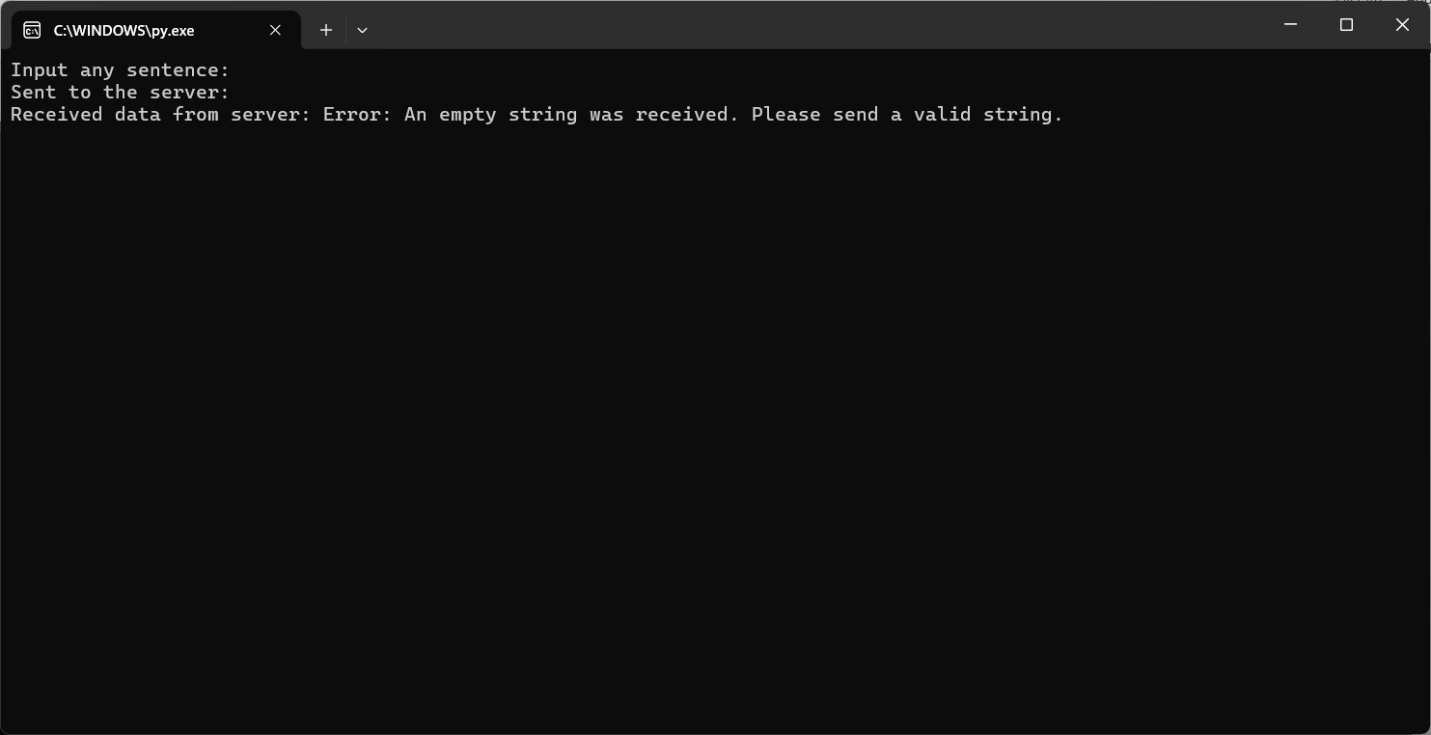 C:\WINDOWS\py.exe
Input any sentence:
Sent to the server:
Received data from server: Error: An empty string was received. Please send a valid string.